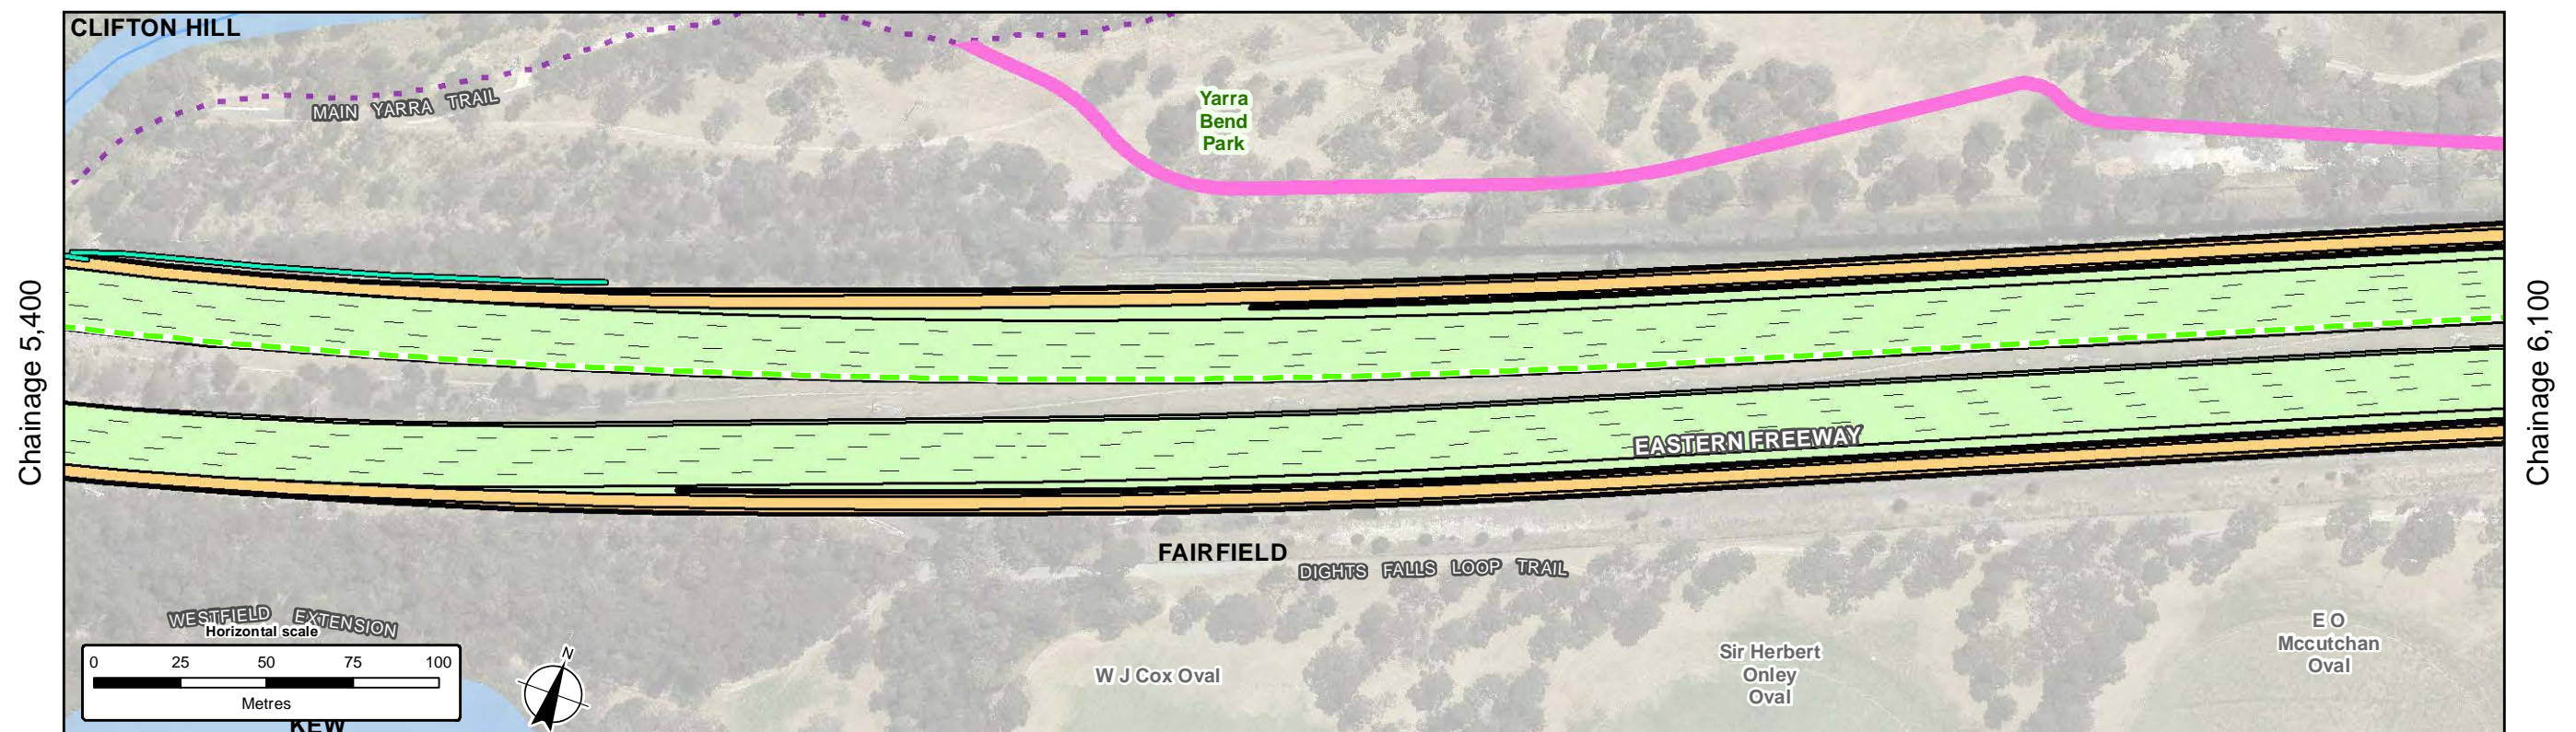 CLIFTON HILL
MAIN YARRA TRAIL
Yarra
Bend
Park
Chainage 5,400
Chainage 6,100
EASTERN FREEWAY
FAIRFIELD
DIGHTS FALLS LOOP TRAIL
WESTFIELD EXTENSION
Horizontal scale
0 25 50 75 100
Metres
KEW
N
W J Cox Oval
Sir Herbert
Onley
Oval
E O
Mccutchan
Oval